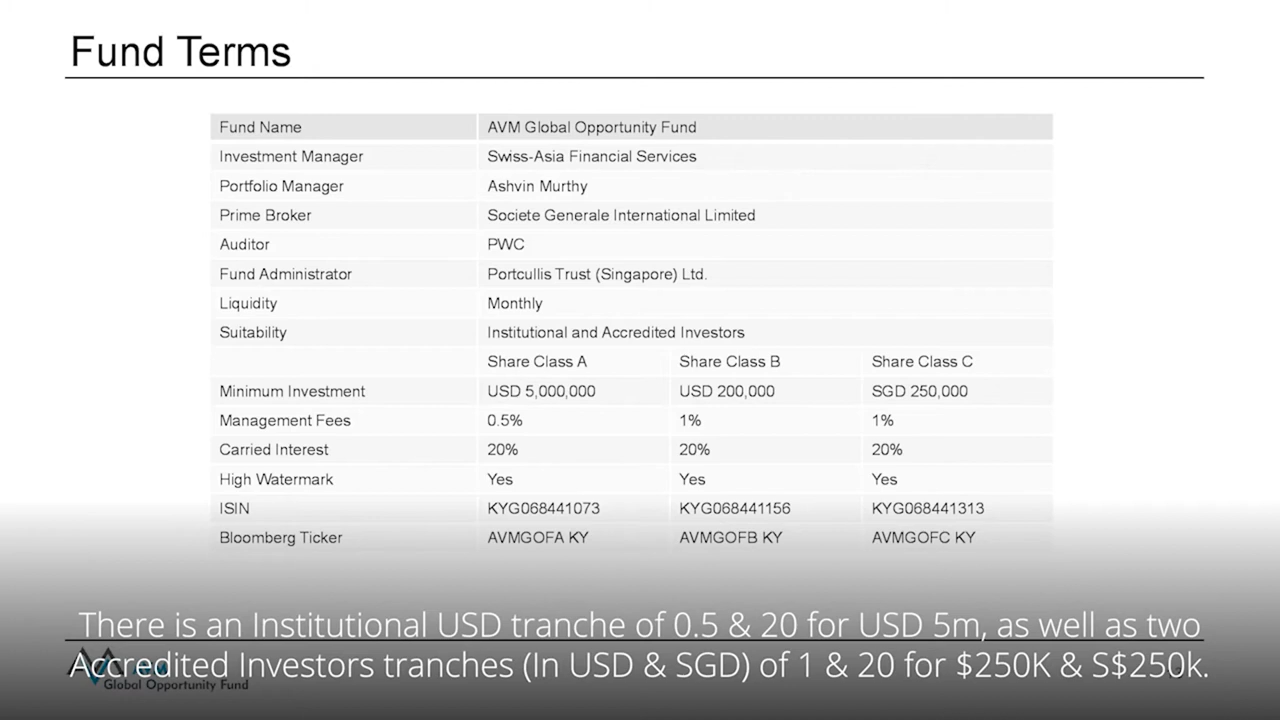 Fund Terms
Fund Name AVM Global Opportunity Fund
Investment Manager Swiss-Asia Financial Services
Portfolio Manager Ashvin Murthy
Prime Broker Societe Generale International Limited
Auditor PWC
Fund Administrator Portcullis Trust (Singapore) Ltd.
Liquidity Monthly
Suitability Institutional and Accredited Investors
Share Class A Share Class B Share Class C
Minimum Investment USD 5,000,000 USD 200,000 SGD 250,000
Management Fees 0.5% 1% 1%
Carried Interest 20% 20% 20%
High Watermark Yes Yes Yes
ISIN KYG068441073 KYG068441156 KYG068441313
Bloomberg Ticker AVMGOFA KY AVMGOFB KY AVMGOFC KY
There is an Institutional USD tranche of 0.5 & 20 for USD 5m, as well as two
Accredited Investors tranches (In USD & SGD) of 1 & 20 for $250K & S$250k.
Global Opportunity Fund